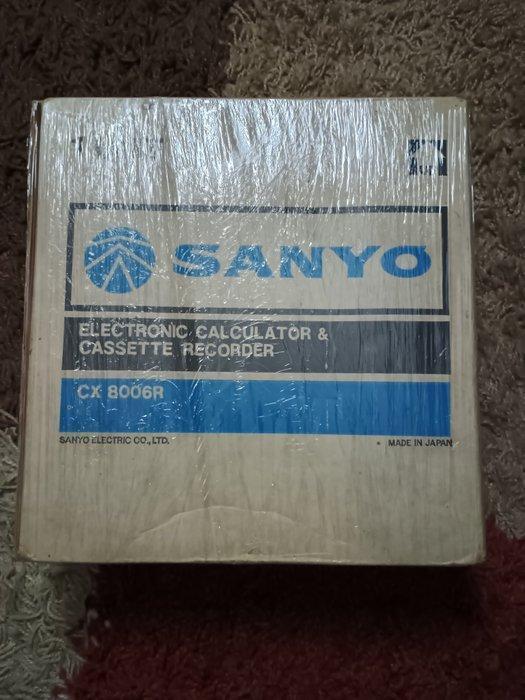 SANYO
ELECTRONIC CALCULATOR &
CASSETTE RECORDER
CX 8006R
SANYO ELECTRIC CO., LTD.
MADE IN JAPAN